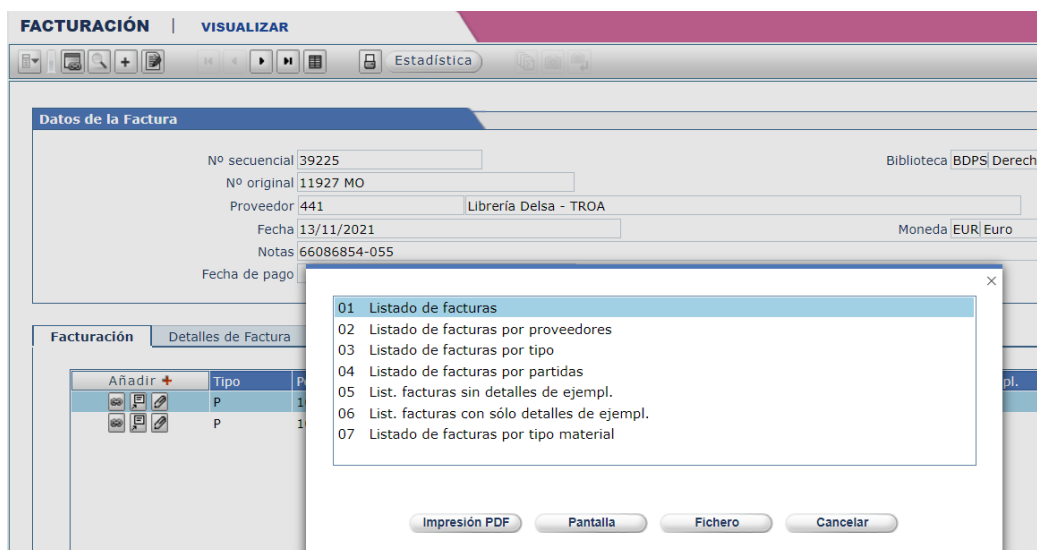 FACTURACIÓN | VISUALIZAR
Estadística
Datos de la Factura
Nº secuencial 39225 Biblioteca BDPS Derech
Nº original 11927 MO
Proveedor 441 Librería Delsa - TROA
Fecha 13/11/2021 Moneda EUR Euro
Notas 66086854-055
Fecha de pago
01 Listado de facturas
02 Listado de facturas por proveedores
03 Listado de facturas por tipo
04 Listado de facturas por partidas
05 List. facturas sin detalles de ejempl.
06 List. facturas con sólo detalles de ejempl.
07 Listado de facturas por tipo material
Impresión PDF Pantalla Fichero Cancelar
Facturación Detalles de Factura
Añadir + Tipo pl.
P
P